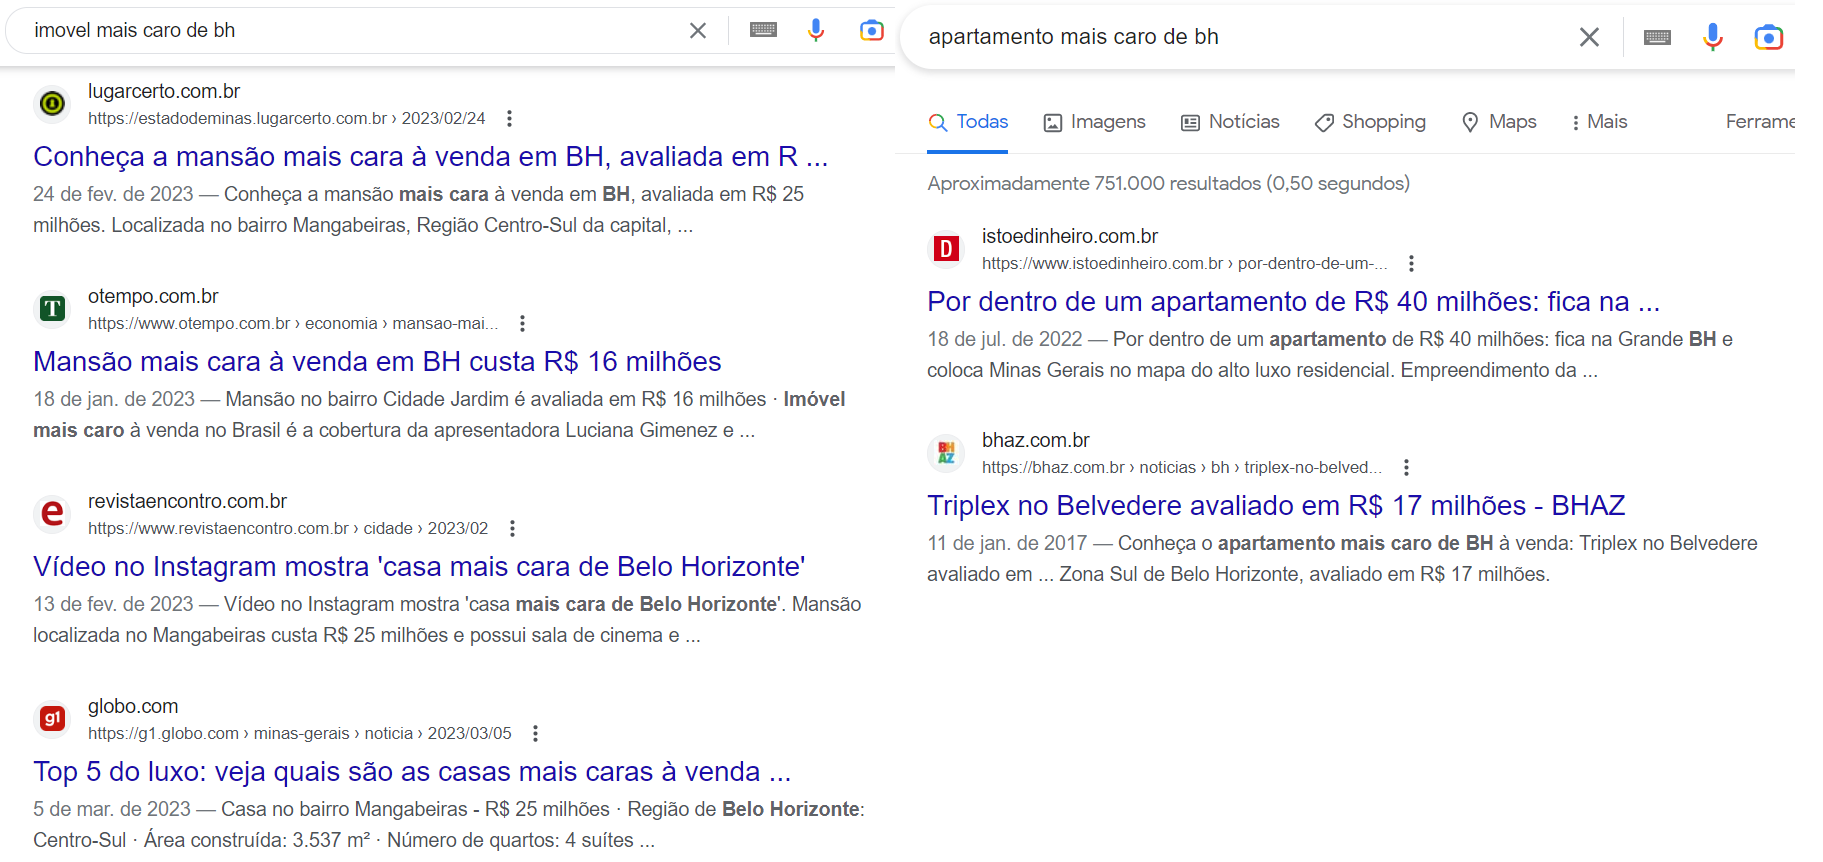 imovel mais caro de bh
lugarcerto.com.br
https://estadodeminas.lugarcerto.com.br › 2023/02/24
Conheça a mansão mais cara à venda em BH, avaliada em R ...
24 de fev. de 2023 — Conheça a mansão mais cara à venda em BH, avaliada em R$ 25
milhões. Localizada no bairro Mangabeiras, Região Centro-Sul da capital, ...
T
otempo.com.br
https://www.otempo.com.br › economia › mansao-mai...
Mansão mais cara à venda em BH custa R$ 16 milhões
18 de jan. de 2023 — Mansão no bairro Cidade Jardim é avaliada em R$ 16 milhões · Imóvel
mais caro à venda no Brasil é a cobertura da apresentadora Luciana Gimenez e ...
e
revistaencontro.com.br
https://www.revistaencontro.com.br › cidade › 2023/02
Vídeo no Instagram mostra 'casa mais cara de Belo Horizonte'
13 de fev. de 2023 — Vídeo no Instagram mostra 'casa mais cara de Belo Horizonte'. Mansão
localizada no Mangabeiras custa R$ 25 milhões e possui sala de cinema e ...
g1
globo.com
https://g1.globo.com › minas-gerais › noticia › 2023/03/05
Top 5 do luxo: veja quais são as casas mais caras à venda ...
5 de mar. de 2023 — Casa no bairro Mangabeiras - R$ 25 milhões · Região de Belo Horizonte:
Centro-Sul · Área construída: 3.537 m² · Número de quartos: 4 suítes ...
apartamento mais caro de bh
Todas Imagens Notícias Shopping Maps Mais Ferrame
Aproximadamente 751.000 resultados (0,50 segundos)
D
istoedinheiro.com.br
https://www.istoedinheiro.com.br › por-dentro-de-um-...
Por dentro de um apartamento de R$ 40 milhões: fica na ...
18 de jul. de 2022 — Por dentro de um apartamento de R$ 40 milhões: fica na Grande BH e
coloca Minas Gerais no mapa do alto luxo residencial. Empreendimento da ...
BH
AZ
bhaz.com.br
https://bhaz.com.br › noticias › bh › triplex-no-belved...
Triplex no Belvedere avaliado em R$ 17 milhões - BHAZ
11 de jan. de 2017 — Conheça o apartamento mais caro de BH à venda: Triplex no Belvedere
avaliado em ... Zona Sul de Belo Horizonte, avaliado em R$ 17 milhões.